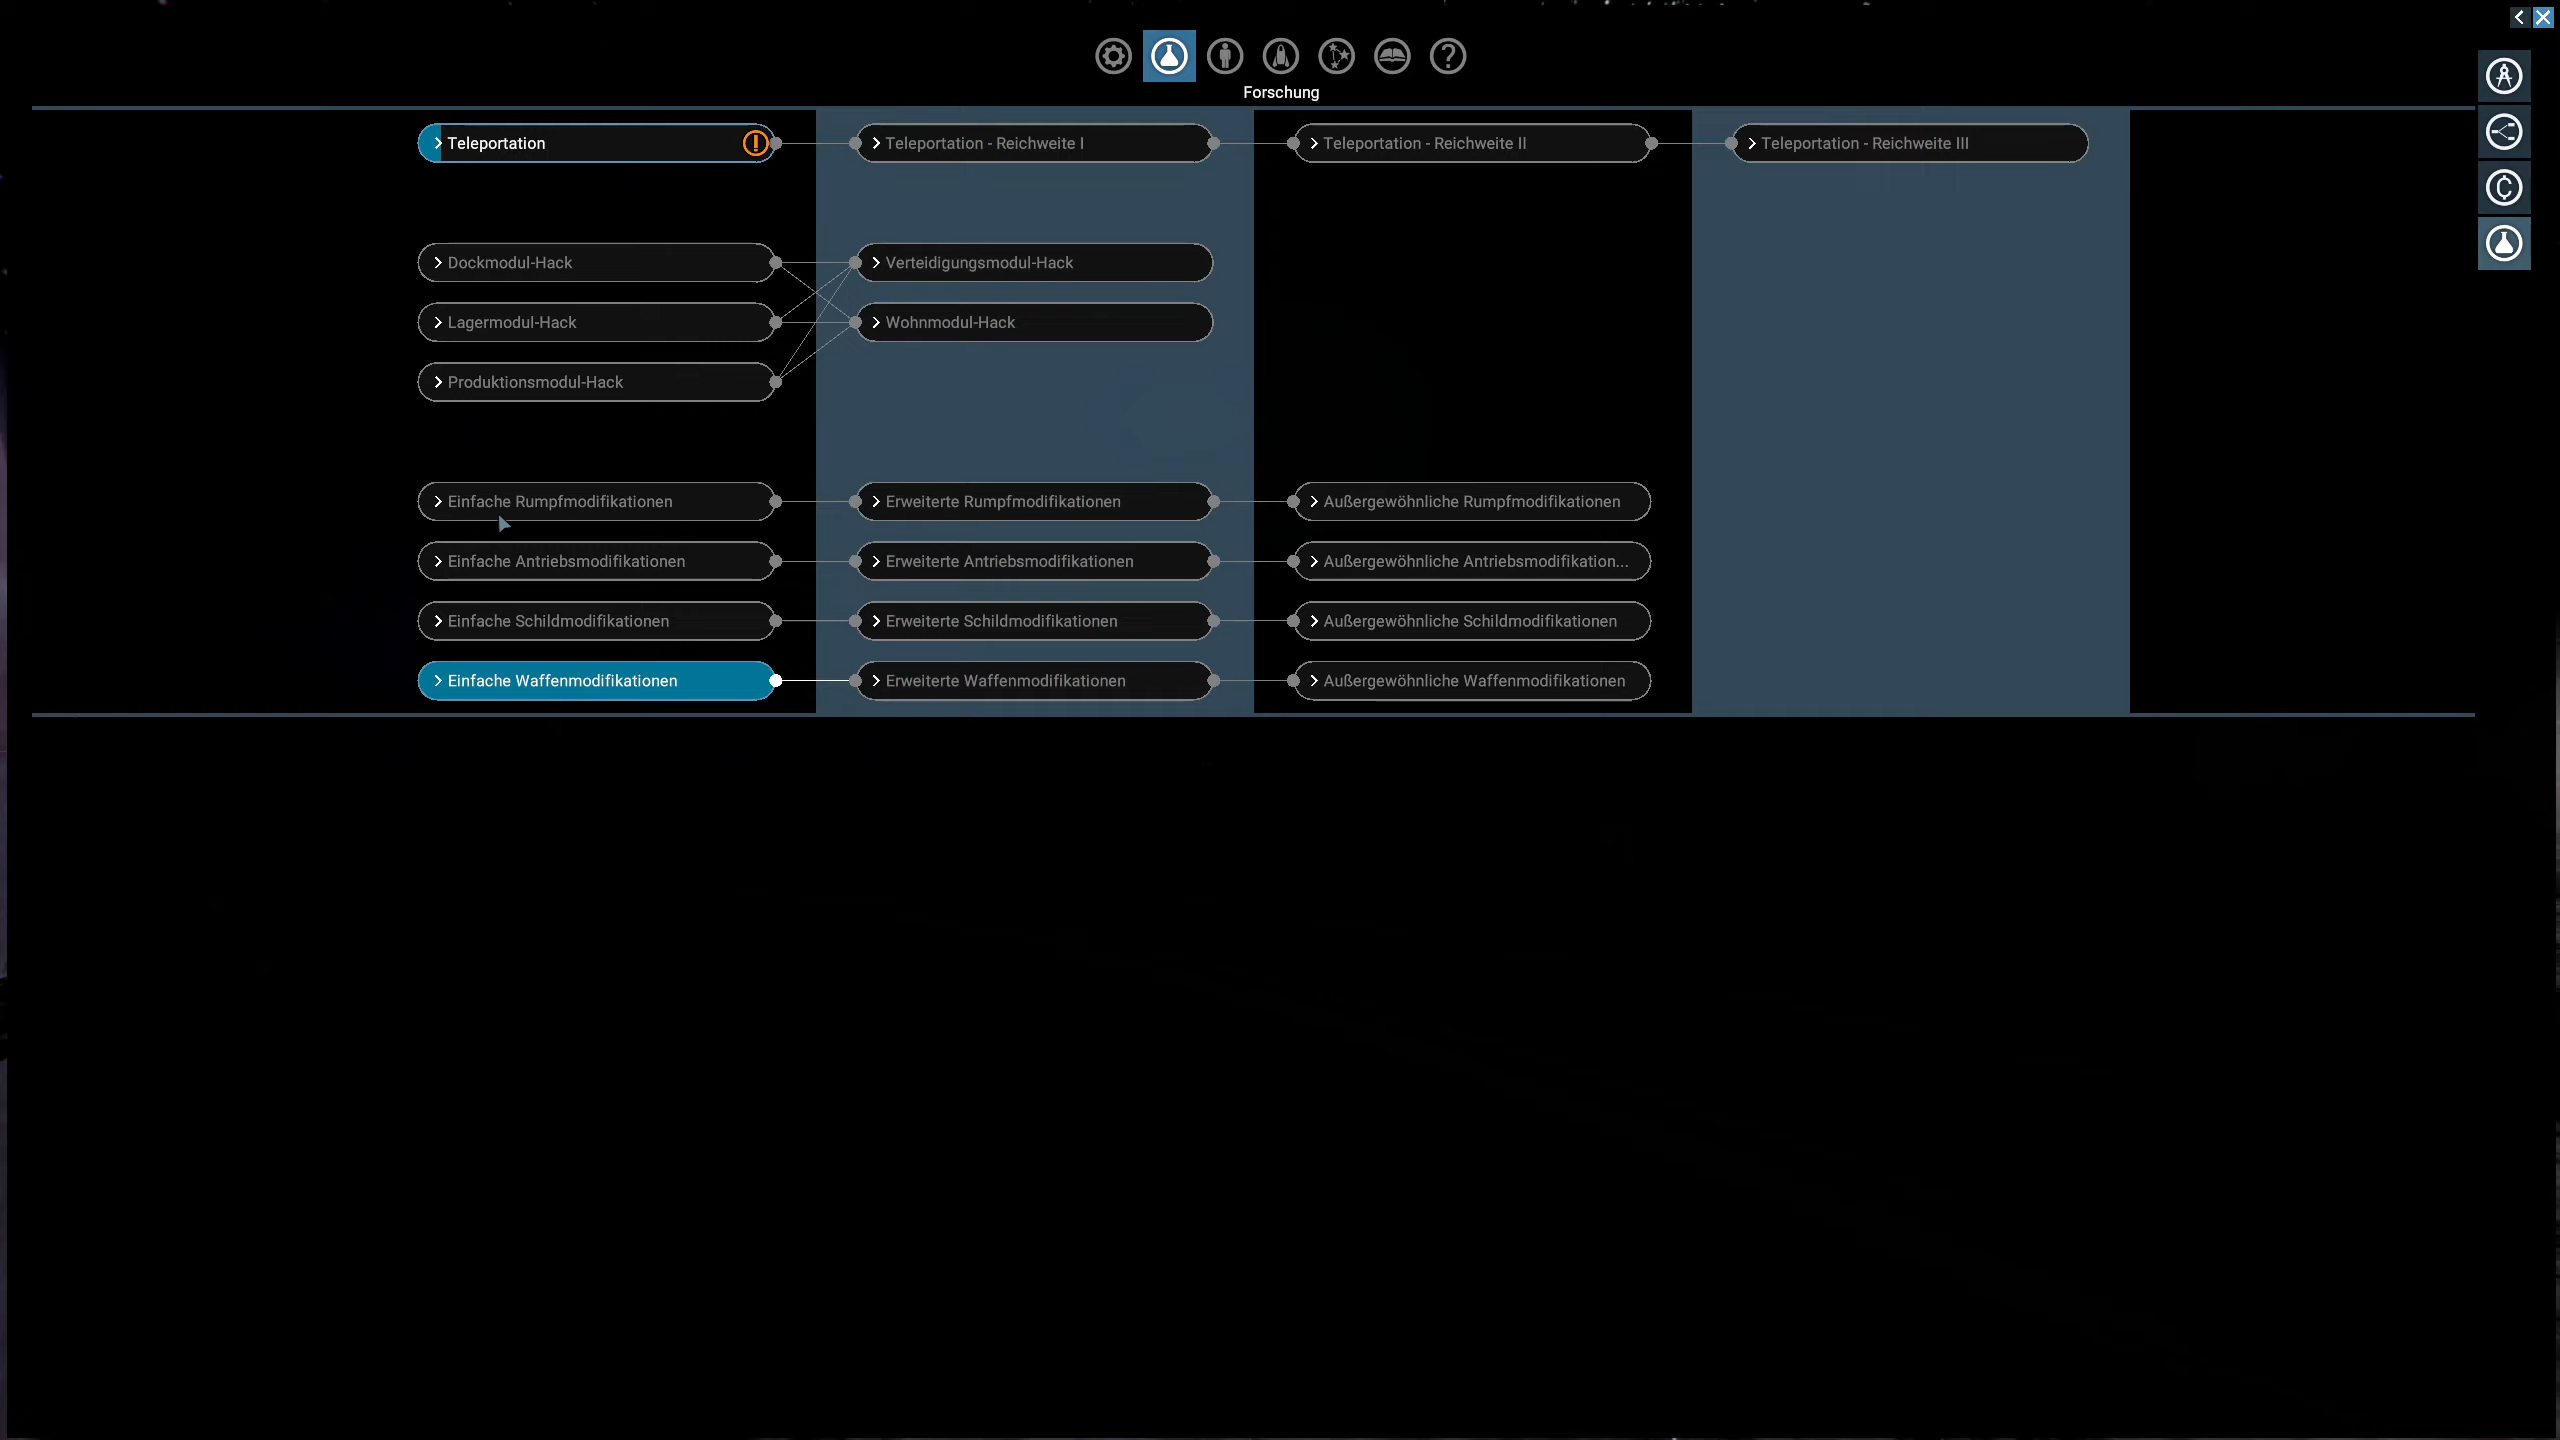 Forschung
Teleportation
Teleportation - Reichweite I
Teleportation - Reichweite II
Teleportation - Reichweite III
Dockmodul-Hack
Verteidigungsmodul-Hack
Lagermodul-Hack
Wohnmodul-Hack
Produktionsmodul-Hack
Einfache Rumpfmodifikationen
Erweiterte Rumpfmodifikationen
Außergewöhnliche Rumpfmodifikationen
Einfache Antriebsmodifikationen
Erweiterte Antriebsmodifikationen
Außergewöhnliche Antriebsmodifikation...
Einfache Schildmodifikationen
Erweiterte Schildmodifikationen
Außergewöhnliche Schildmodifikationen
Einfache Waffenmodifikationen
Erweiterte Waffenmodifikationen
Außergewöhnliche Waffenmodifikationen